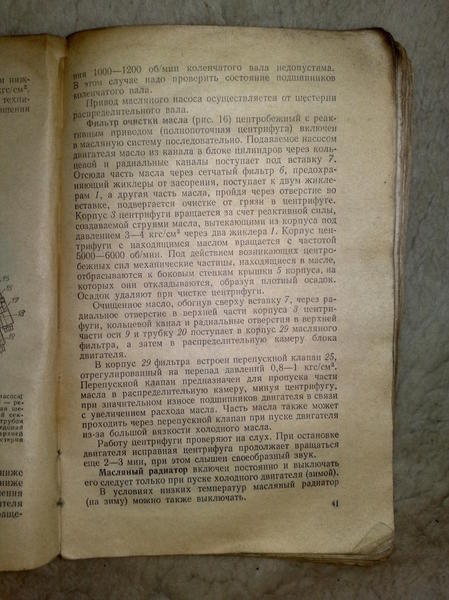 ния 1000—1200 об/мин коленчатого вала недопустима.
В этом случае надо проверить состояние подшипников
коленчатого вала.
Привод масляного насоса осуществляется от шестерни
распределительного вала.
Фильтр очистки масла (рис. 16) центробежный с реак-
тивным приводом (полнопоточная центрифуга) включен
в масляную систему последовательно. Подаваемое насосом
двигателя масло из канала в блоке цилиндров через коль-
цевой и радиальные каналы поступает под вставку 7.
Отсюда часть масла через сетчатый фильтр 6, предохра-
няющий жиклеры от засорения, поступает к двум жикле-
рам 1, а другая часть масла, пройдя через отверстие во
вставке, подвергается очистке от грязи в центрифуге.
Корпус 3 центрифуги вращается за счет реактивной силы,
создаваемой струями масла, вытекающими из корпуса под
давлением 3—4 кгс/см² через два жиклера 1. Корпус цен-
трифуги с находящимся маслом вращается с частотой
5000—6000 об/мин. Под действием возникающих центро-
бежных сил механические частицы, находящиеся в масле,
отбрасываются к боковым стенкам крышки 5 корпуса, на
которых они откладываются, образуя плотный осадок.
Осадок удаляют при чистке центрифуги.
Очищенное масло, обогнув сверху вставку 7, через ра-
диальное отверстие в верхней части корпуса 3 центри-
фуги, кольцевой канал и радиальные отверстия в верхней
части оси 9 и трубку 20 поступает в корпус 29 масляного
фильтра, а затем в распределительную камеру блока
двигателя.
В корпус 29 фильтра встроен перепускной клапан 25,
отрегулированный на перепад давлений 0,8—1 кгс/см².
Перепускной клапан предназначен для пропуска части
масла в распределительную камеру, минуя центрифугу,
при значительном износе подшипников двигателя в связи
с увеличением расхода масла. Часть масла также может
проходить через перепускной клапан при пуске двигателя
из-за большой вязкости холодного масла.
Работу центрифуги проверяют на слух. При остановке
двигателя исправная центрифуга продолжает вращаться
еще 2—3 мин, при этом слышен своеобразный звук.
Масляный радиатор включен постоянно и выключать
его следует только при пуске холодного двигателя (зимой).
В условиях низких температур масляный радиатор
(на зиму) можно также выключать.
41